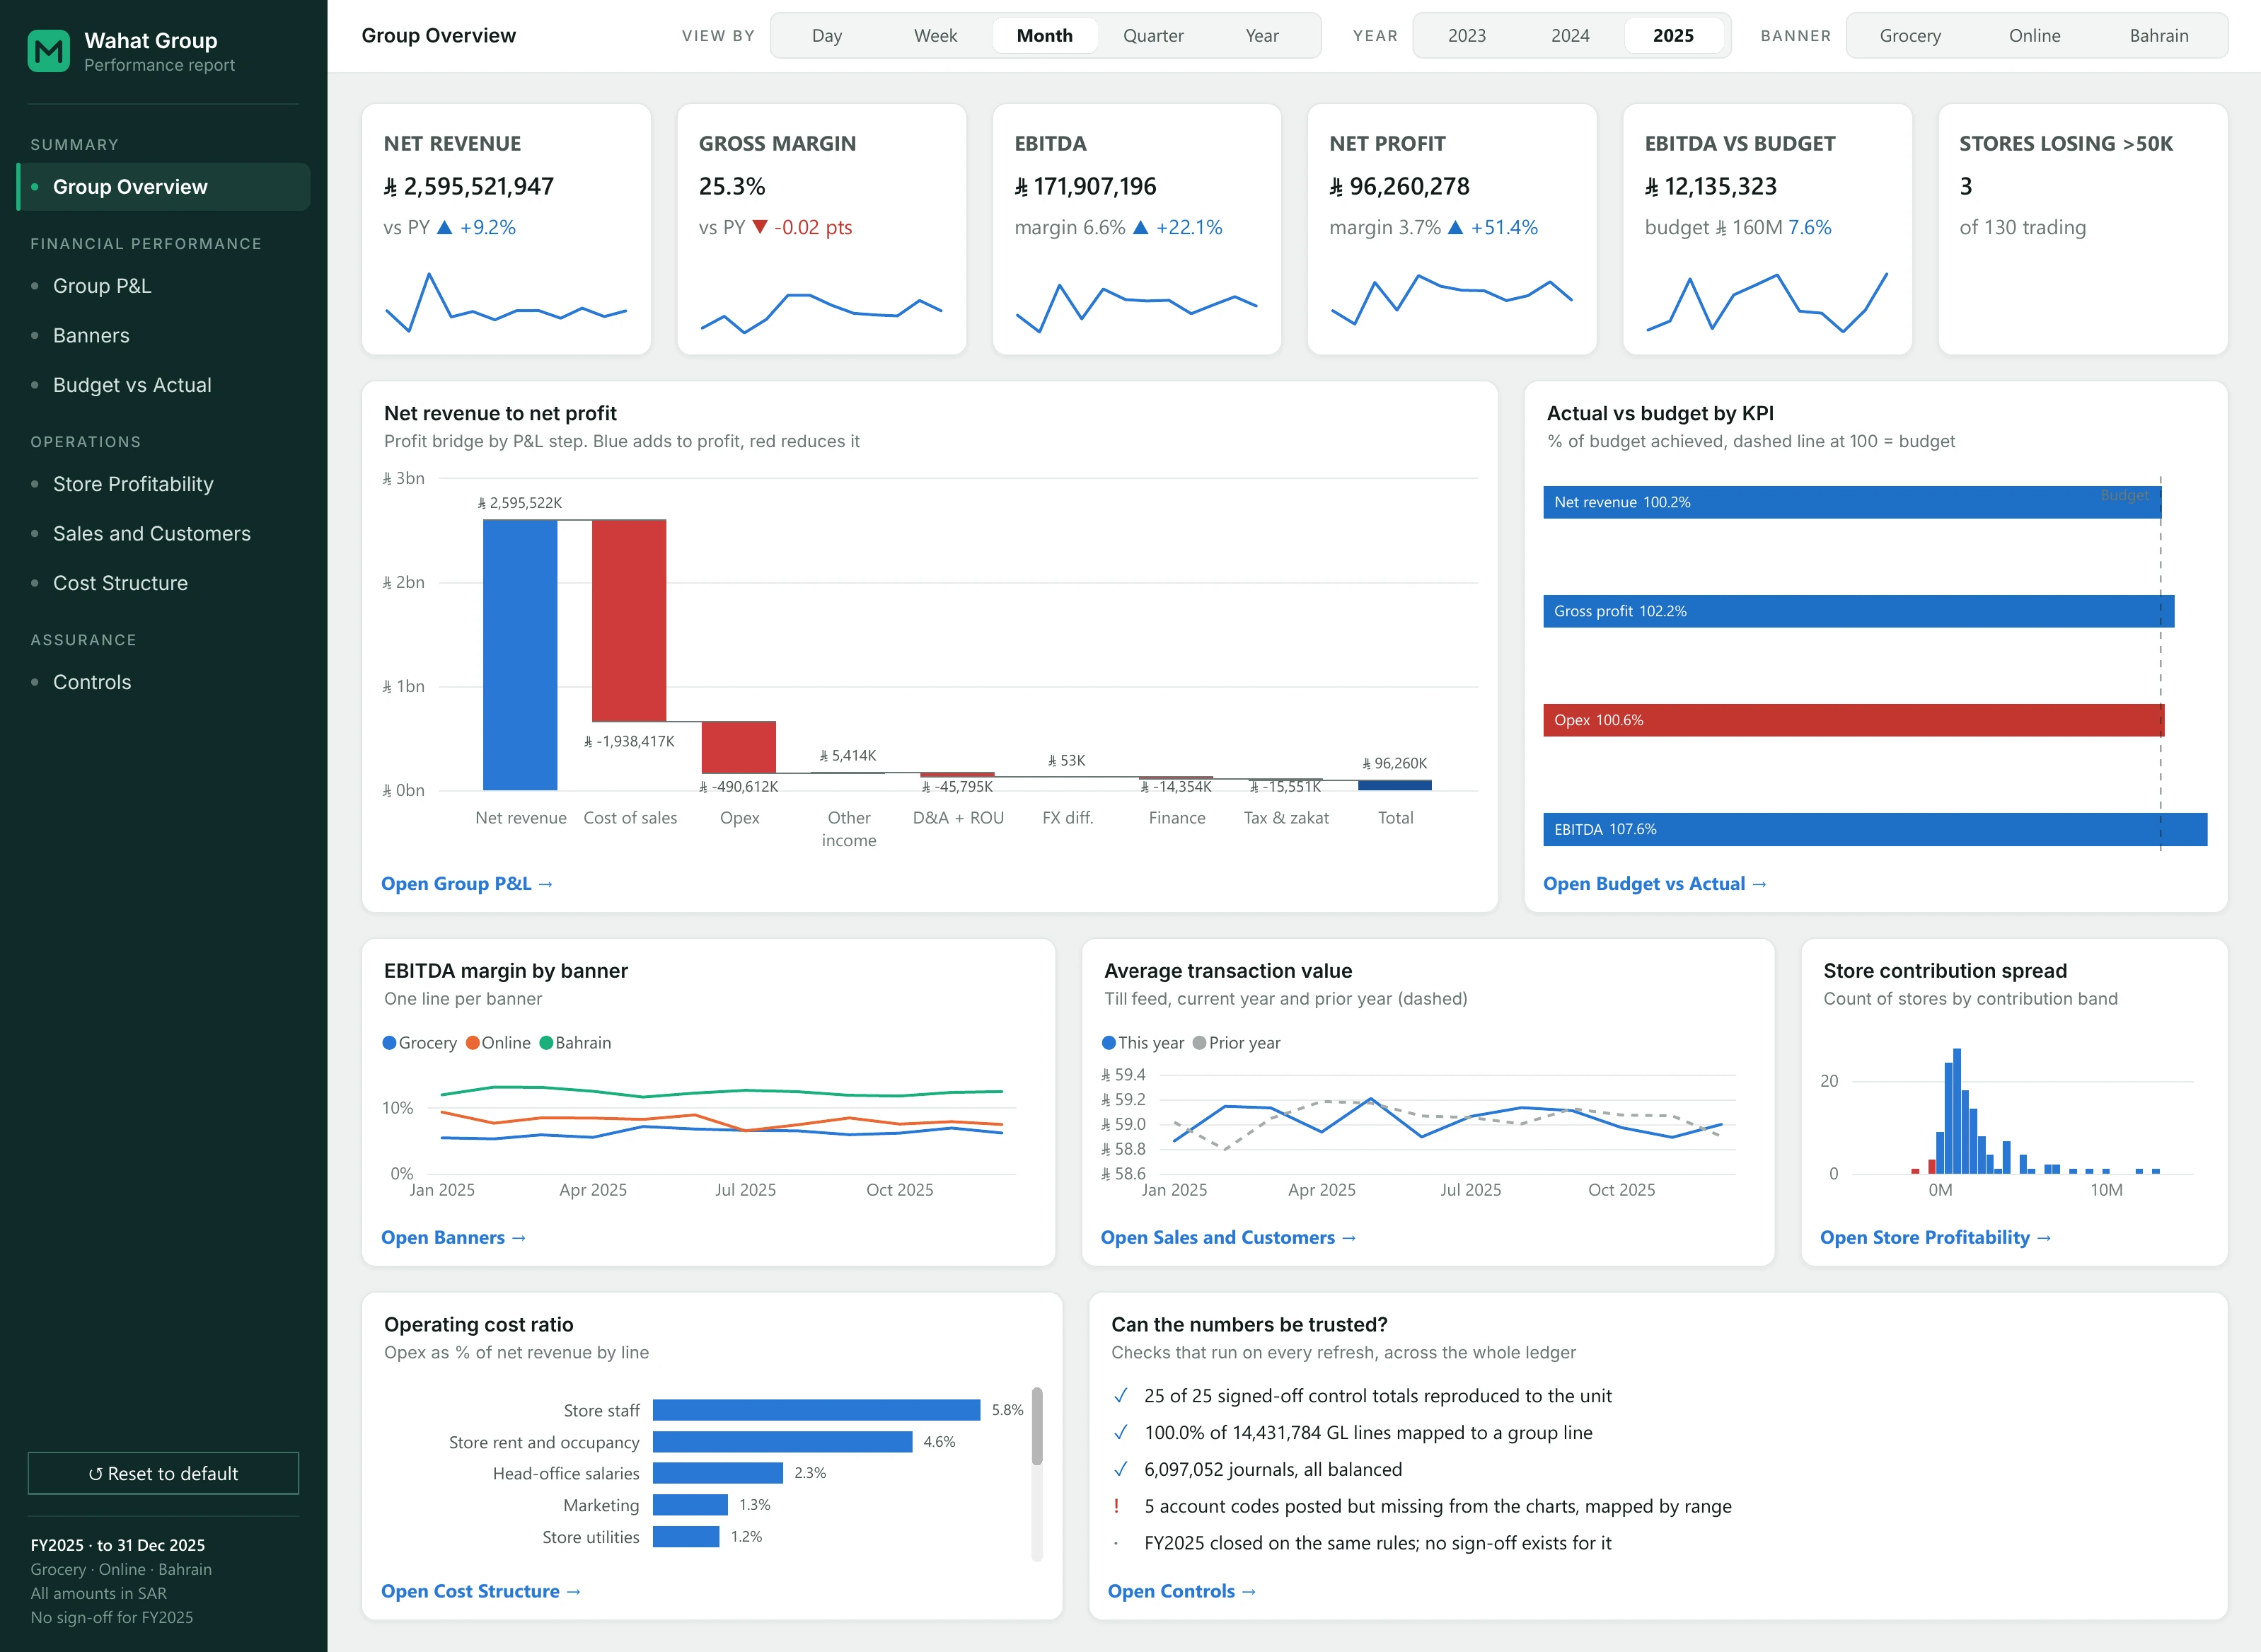 Wahat Group
Performance report
SUMMARY
Group Overview
FINANCIAL PERFORMANCE
Group P&L
Banners
Budget vs Actual
OPERATIONS
Store Profitability
Sales and Customers
Cost Structure
ASSURANCE
Controls
↺ Reset to default
FY2025 · to 31 Dec 2025
Grocery · Online · Bahrain
All amounts in SAR
No sign-off for FY2025
Group Overview
VIEW BY Day Week Month Quarter Year
YEAR 2023 2024 2025
BANNER Grocery Online Bahrain
NET REVENUE
⃁ 2,595,521,947
vs PY ▲ +9.2%
GROSS MARGIN
25.3%
vs PY ▼ -0.02 pts
EBITDA
⃁ 171,907,196
margin 6.6% ▲ +22.1%
NET PROFIT
⃁ 96,260,278
margin 3.7% ▲ +51.4%
EBITDA VS BUDGET
⃁ 12,135,323
budget ⃁ 160M 7.6%
STORES LOSING >50K
3
of 130 trading
Net revenue to net profit
Profit bridge by P&L step. Blue adds to profit, red reduces it
⃁ 3bn
⃁ 2bn
⃁ 1bn
⃁ 0bn
⃁ 2,595,522K
⃁ -1,938,417K
⃁ -490,612K
⃁ 5,414K
⃁ -45,795K
⃁ 53K
⃁ -14,354K
⃁ -15,551K
⃁ 96,260K
Net revenue
Cost of sales
Opex
Other
income
D&A + ROU
FX diff.
Finance
Tax & zakat
Total
Open Group P&L →
Actual vs budget by KPI
% of budget achieved, dashed line at 100 = budget
Budget
Net revenue 100.2%
Gross profit 102.2%
Opex 100.6%
EBITDA 107.6%
Open Budget vs Actual →
EBITDA margin by banner
One line per banner
Grocery Online Bahrain
10%
0%
Jan 2025 Apr 2025 Jul 2025 Oct 2025
Open Banners →
Average transaction value
Till feed, current year and prior year (dashed)
This year Prior year
⃁ 59.4
⃁ 59.2
⃁ 59.0
⃁ 58.8
⃁ 58.6
Jan 2025 Apr 2025 Jul 2025 Oct 2025
Open Sales and Customers →
Store contribution spread
Count of stores by contribution band
20
0
0M 10M
Open Store Profitability →
Operating cost ratio
Opex as % of net revenue by line
Store staff 5.8%
Store rent and occupancy 4.6%
Head-office salaries 2.3%
Marketing 1.3%
Store utilities 1.2%
Open Cost Structure →
Can the numbers be trusted?
Checks that run on every refresh, across the whole ledger
✓ 25 of 25 signed-off control totals reproduced to the unit
✓ 100.0% of 14,431,784 GL lines mapped to a group line
✓ 6,097,052 journals, all balanced
! 5 account codes posted but missing from the charts, mapped by range
· FY2025 closed on the same rules; no sign-off exists for it
Open Controls →